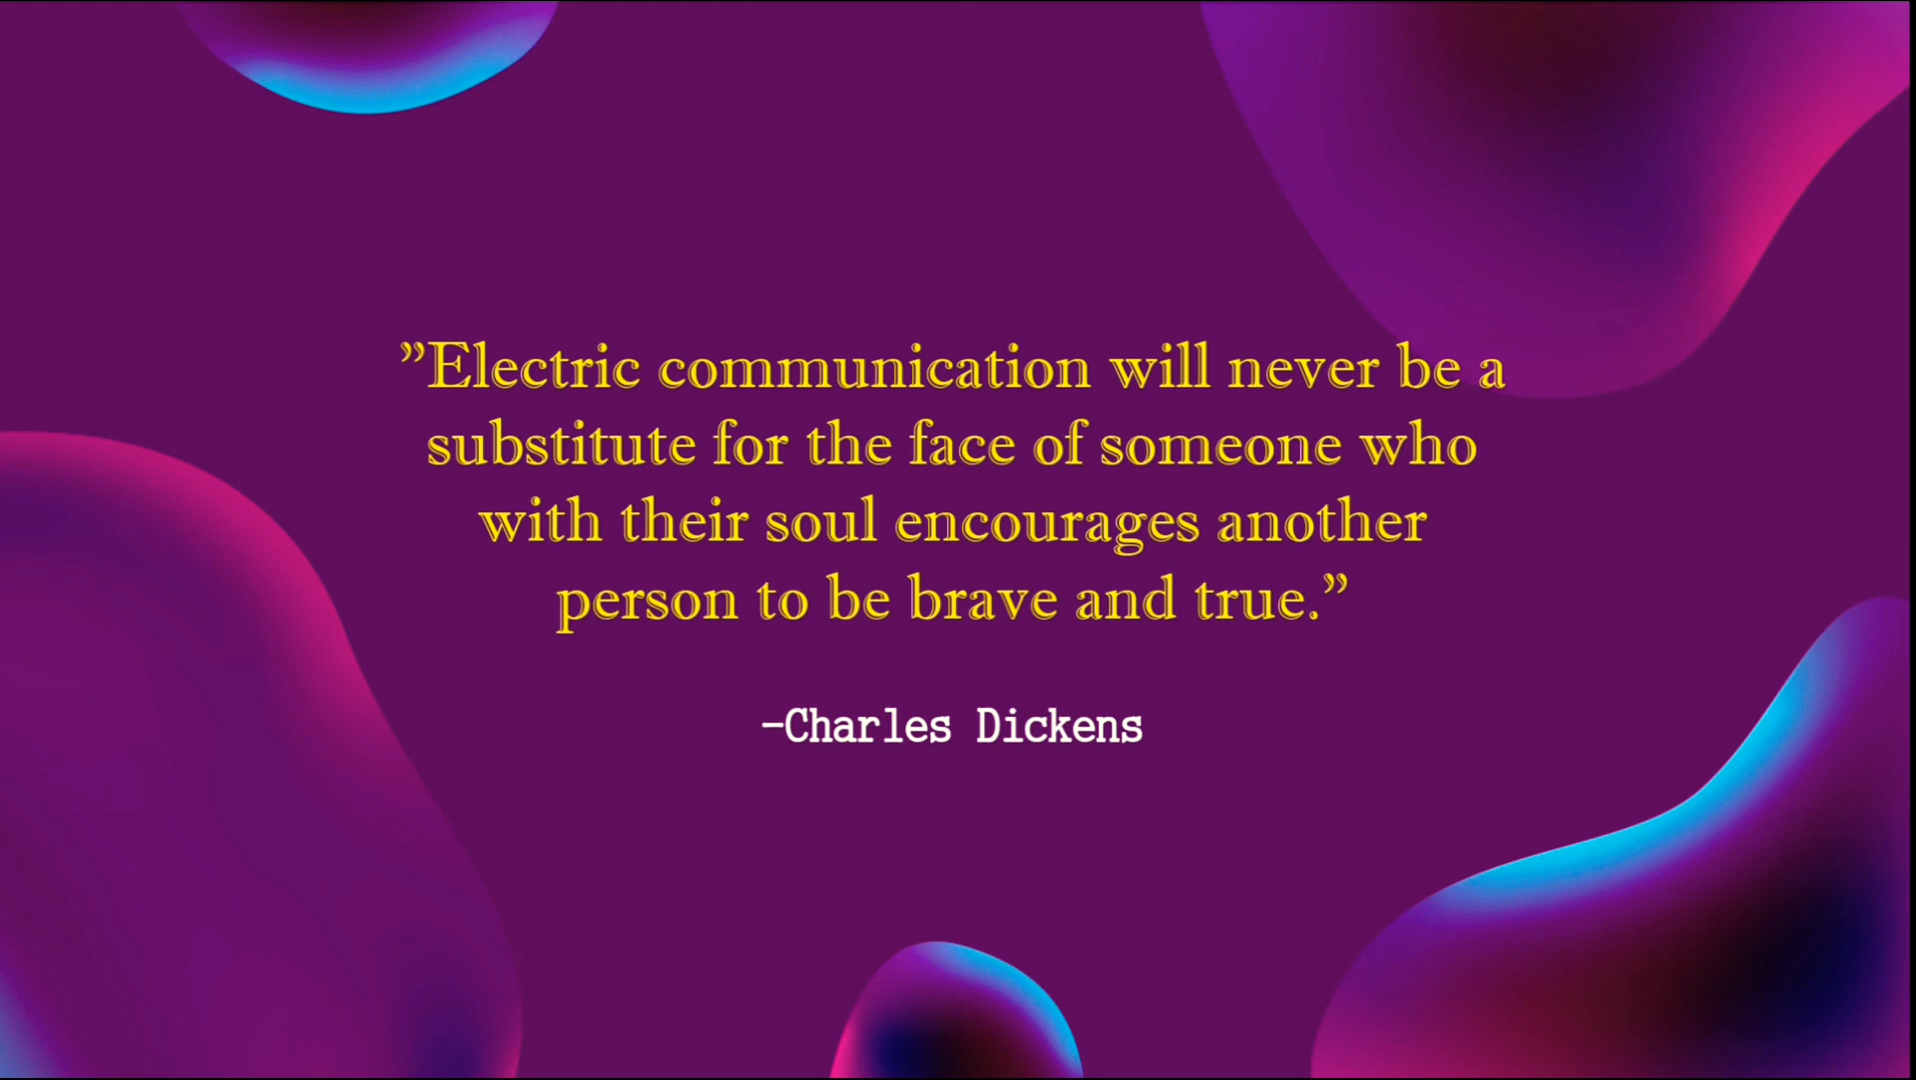 ”Electric communication will never be a
substitute for the face of someone who
with their soul encourages another
person to be brave and true.”
-Charles Dickens